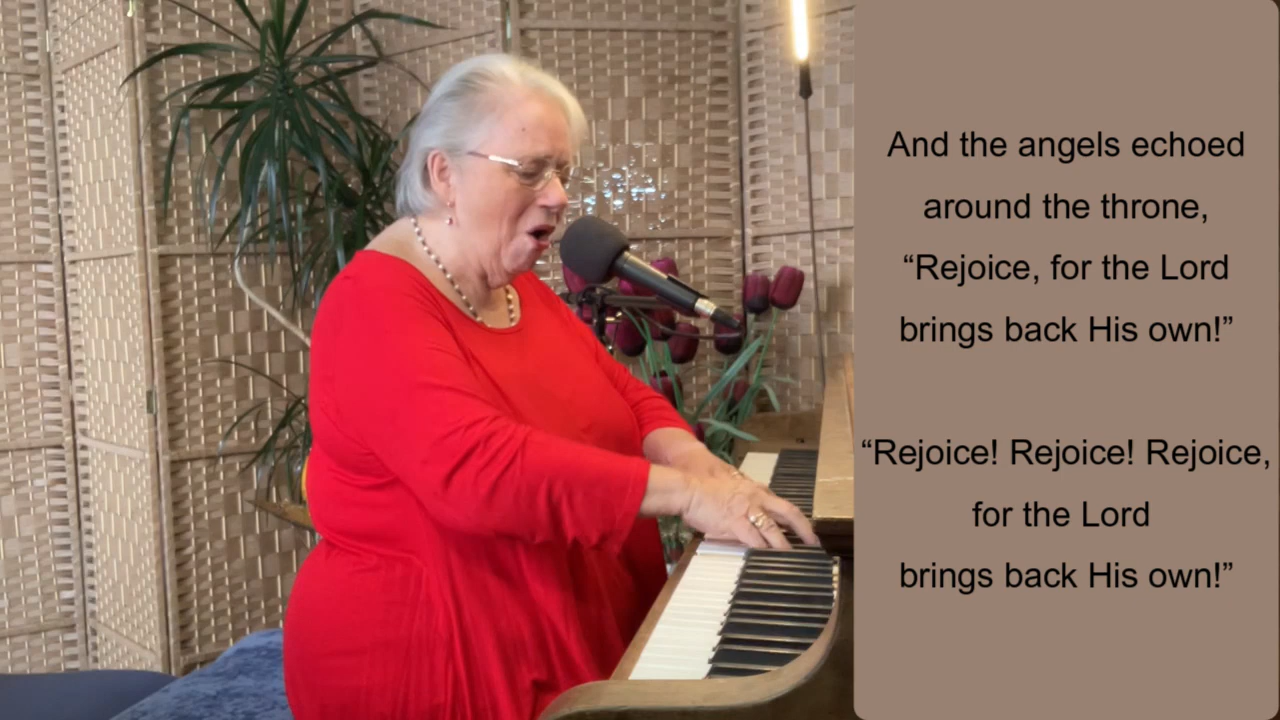 And the angels echoed
around the throne,
“Rejoice, for the Lord
brings back His own!”
“Rejoice! Rejoice! Rejoice,
for the Lord
brings back His own!”